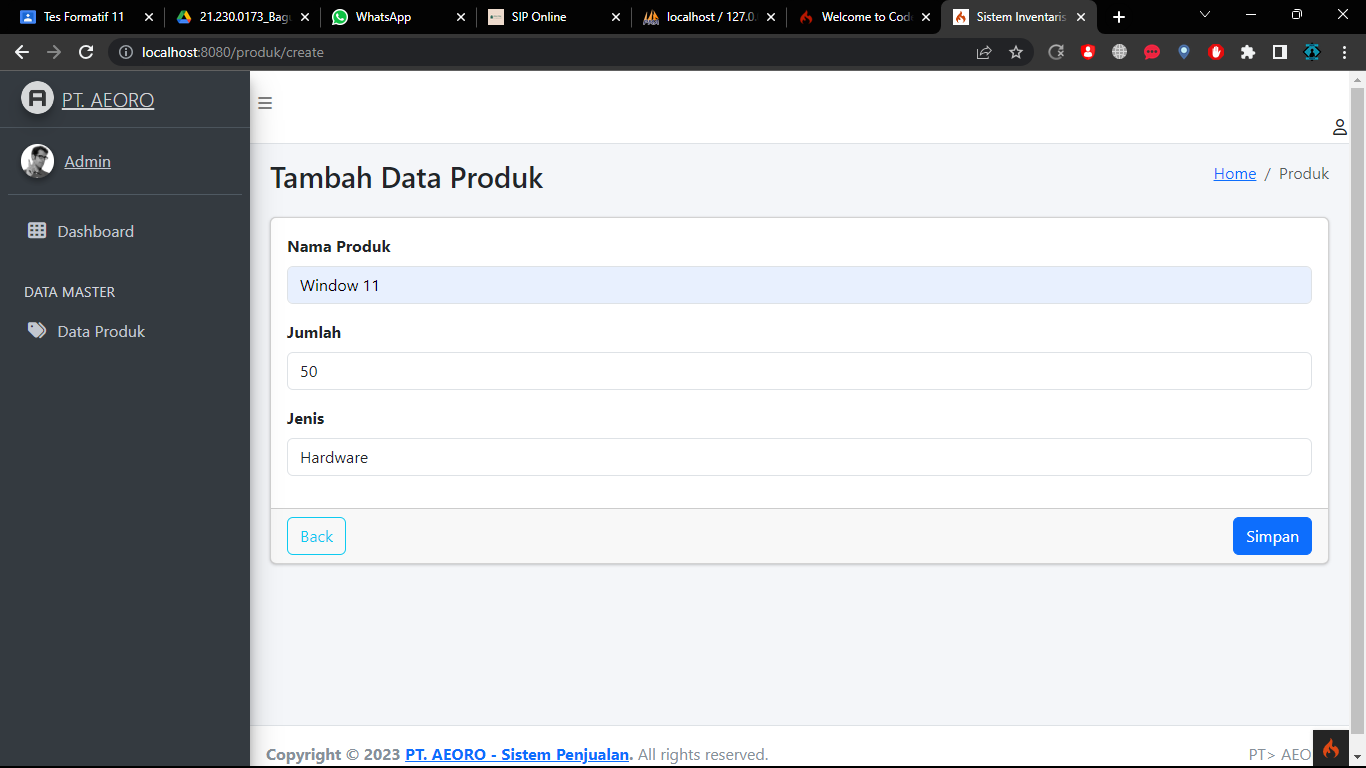 Tes Formatif 11
21.230.0173_Bagu
WhatsApp
SIP Online
localhost / 127.0.
Welcome to Code
Sistem Inventaris
localhost:8080/produk/create
PT. AEORO
Admin
Dashboard
DATA MASTER
Data Produk
Tambah Data Produk
Home / Produk
Nama Produk
Window 11
Jumlah
50
Jenis
Hardware
Back
Simpan
Copyright © 2023 PT. AEORO - Sistem Penjualan. All rights reserved.
PT> AEO